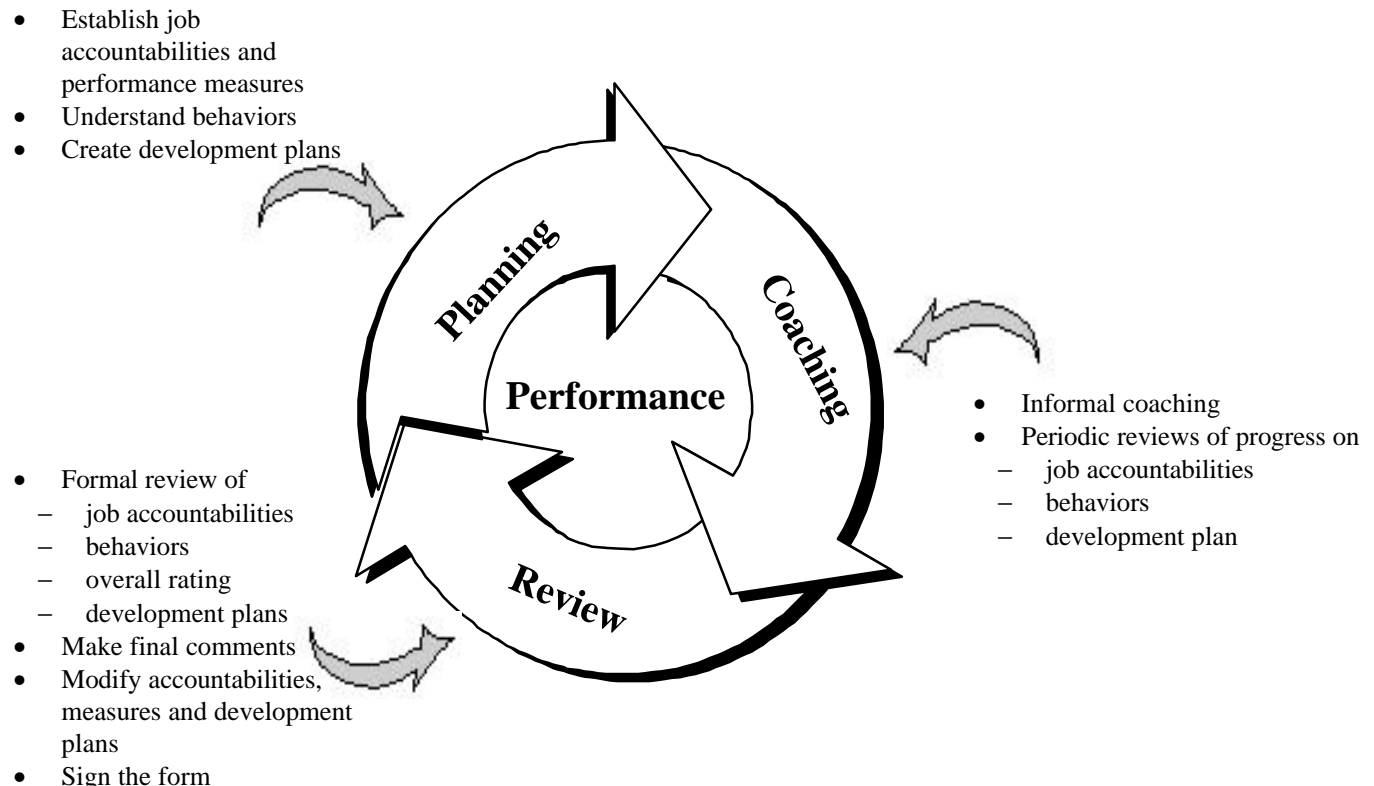 • Establish job
accountabilities and
performance measures
• Understand behaviors
• Create development plans
Planning
Coaching
Performance
• Informal coaching
• Periodic reviews of progress on
– job accountabilities
– behaviors
– development plan
Review
• Formal review of
– job accountabilities
– behaviors
– overall rating
– development plans
• Make final comments
• Modify accountabilities,
measures and development
plans
• Sign the form